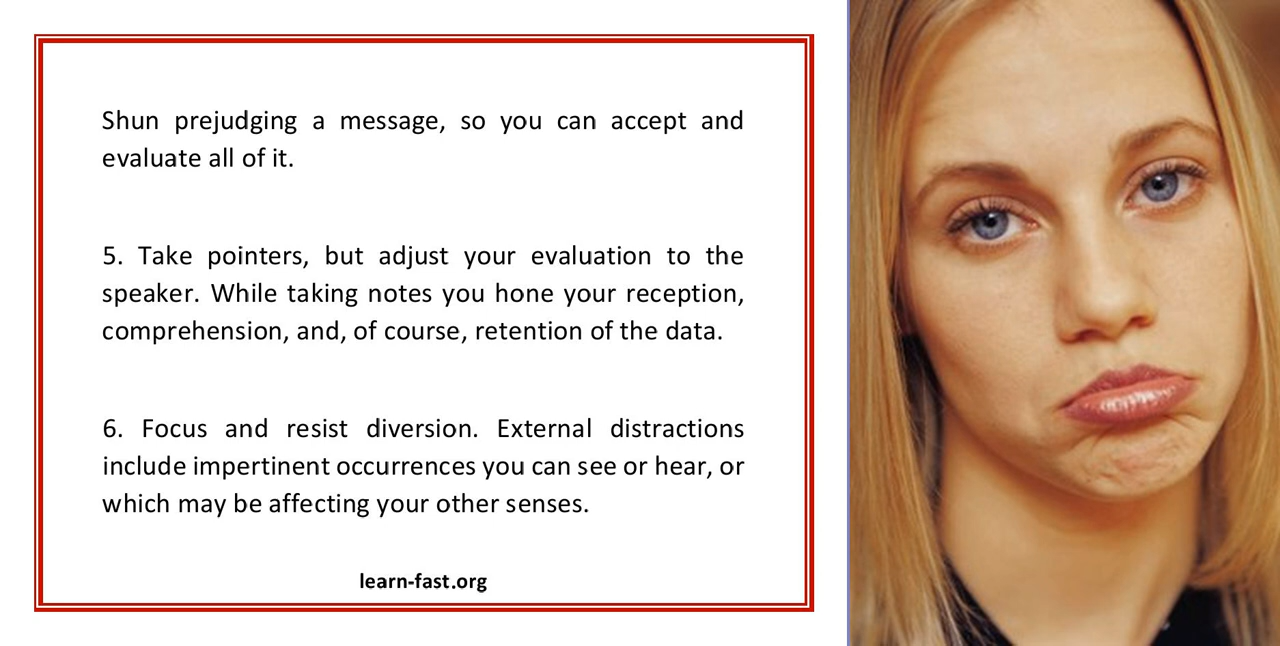 Shun prejudging a message, so you can accept and
evaluate all of it.
5. Take pointers, but adjust your evaluation to the
speaker. While taking notes you hone your reception,
comprehension, and, of course, retention of the data.
6. Focus and resist diversion. External distractions
include impertinent occurrences you can see or hear, or
which may be affecting your other senses.
learn-fast.org